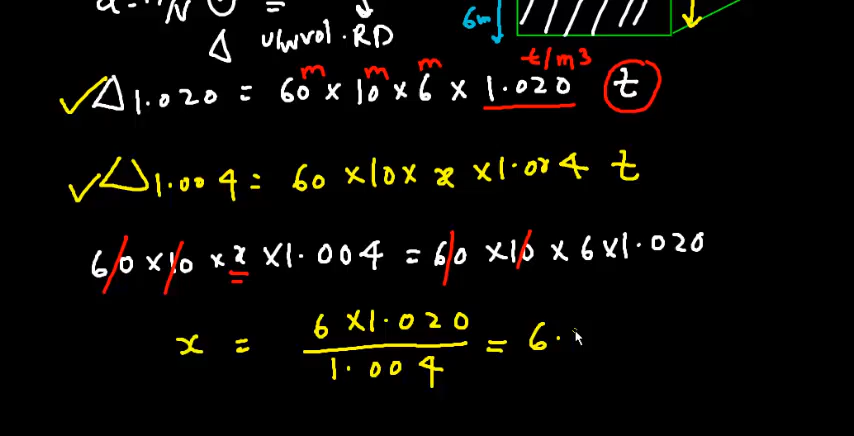 6m
Δ u/w vol . RD
t/m3
m m m
Δ1.020 = 60 x 10 x 6 x 1.020 t
Δ1.004 = 60 x 10 x x x 1.004 t
60 x 10 x x x 1.004 = 60 x 10 x 6 x 1.020
x = 6 x 1.020 / 1.004 = 6.